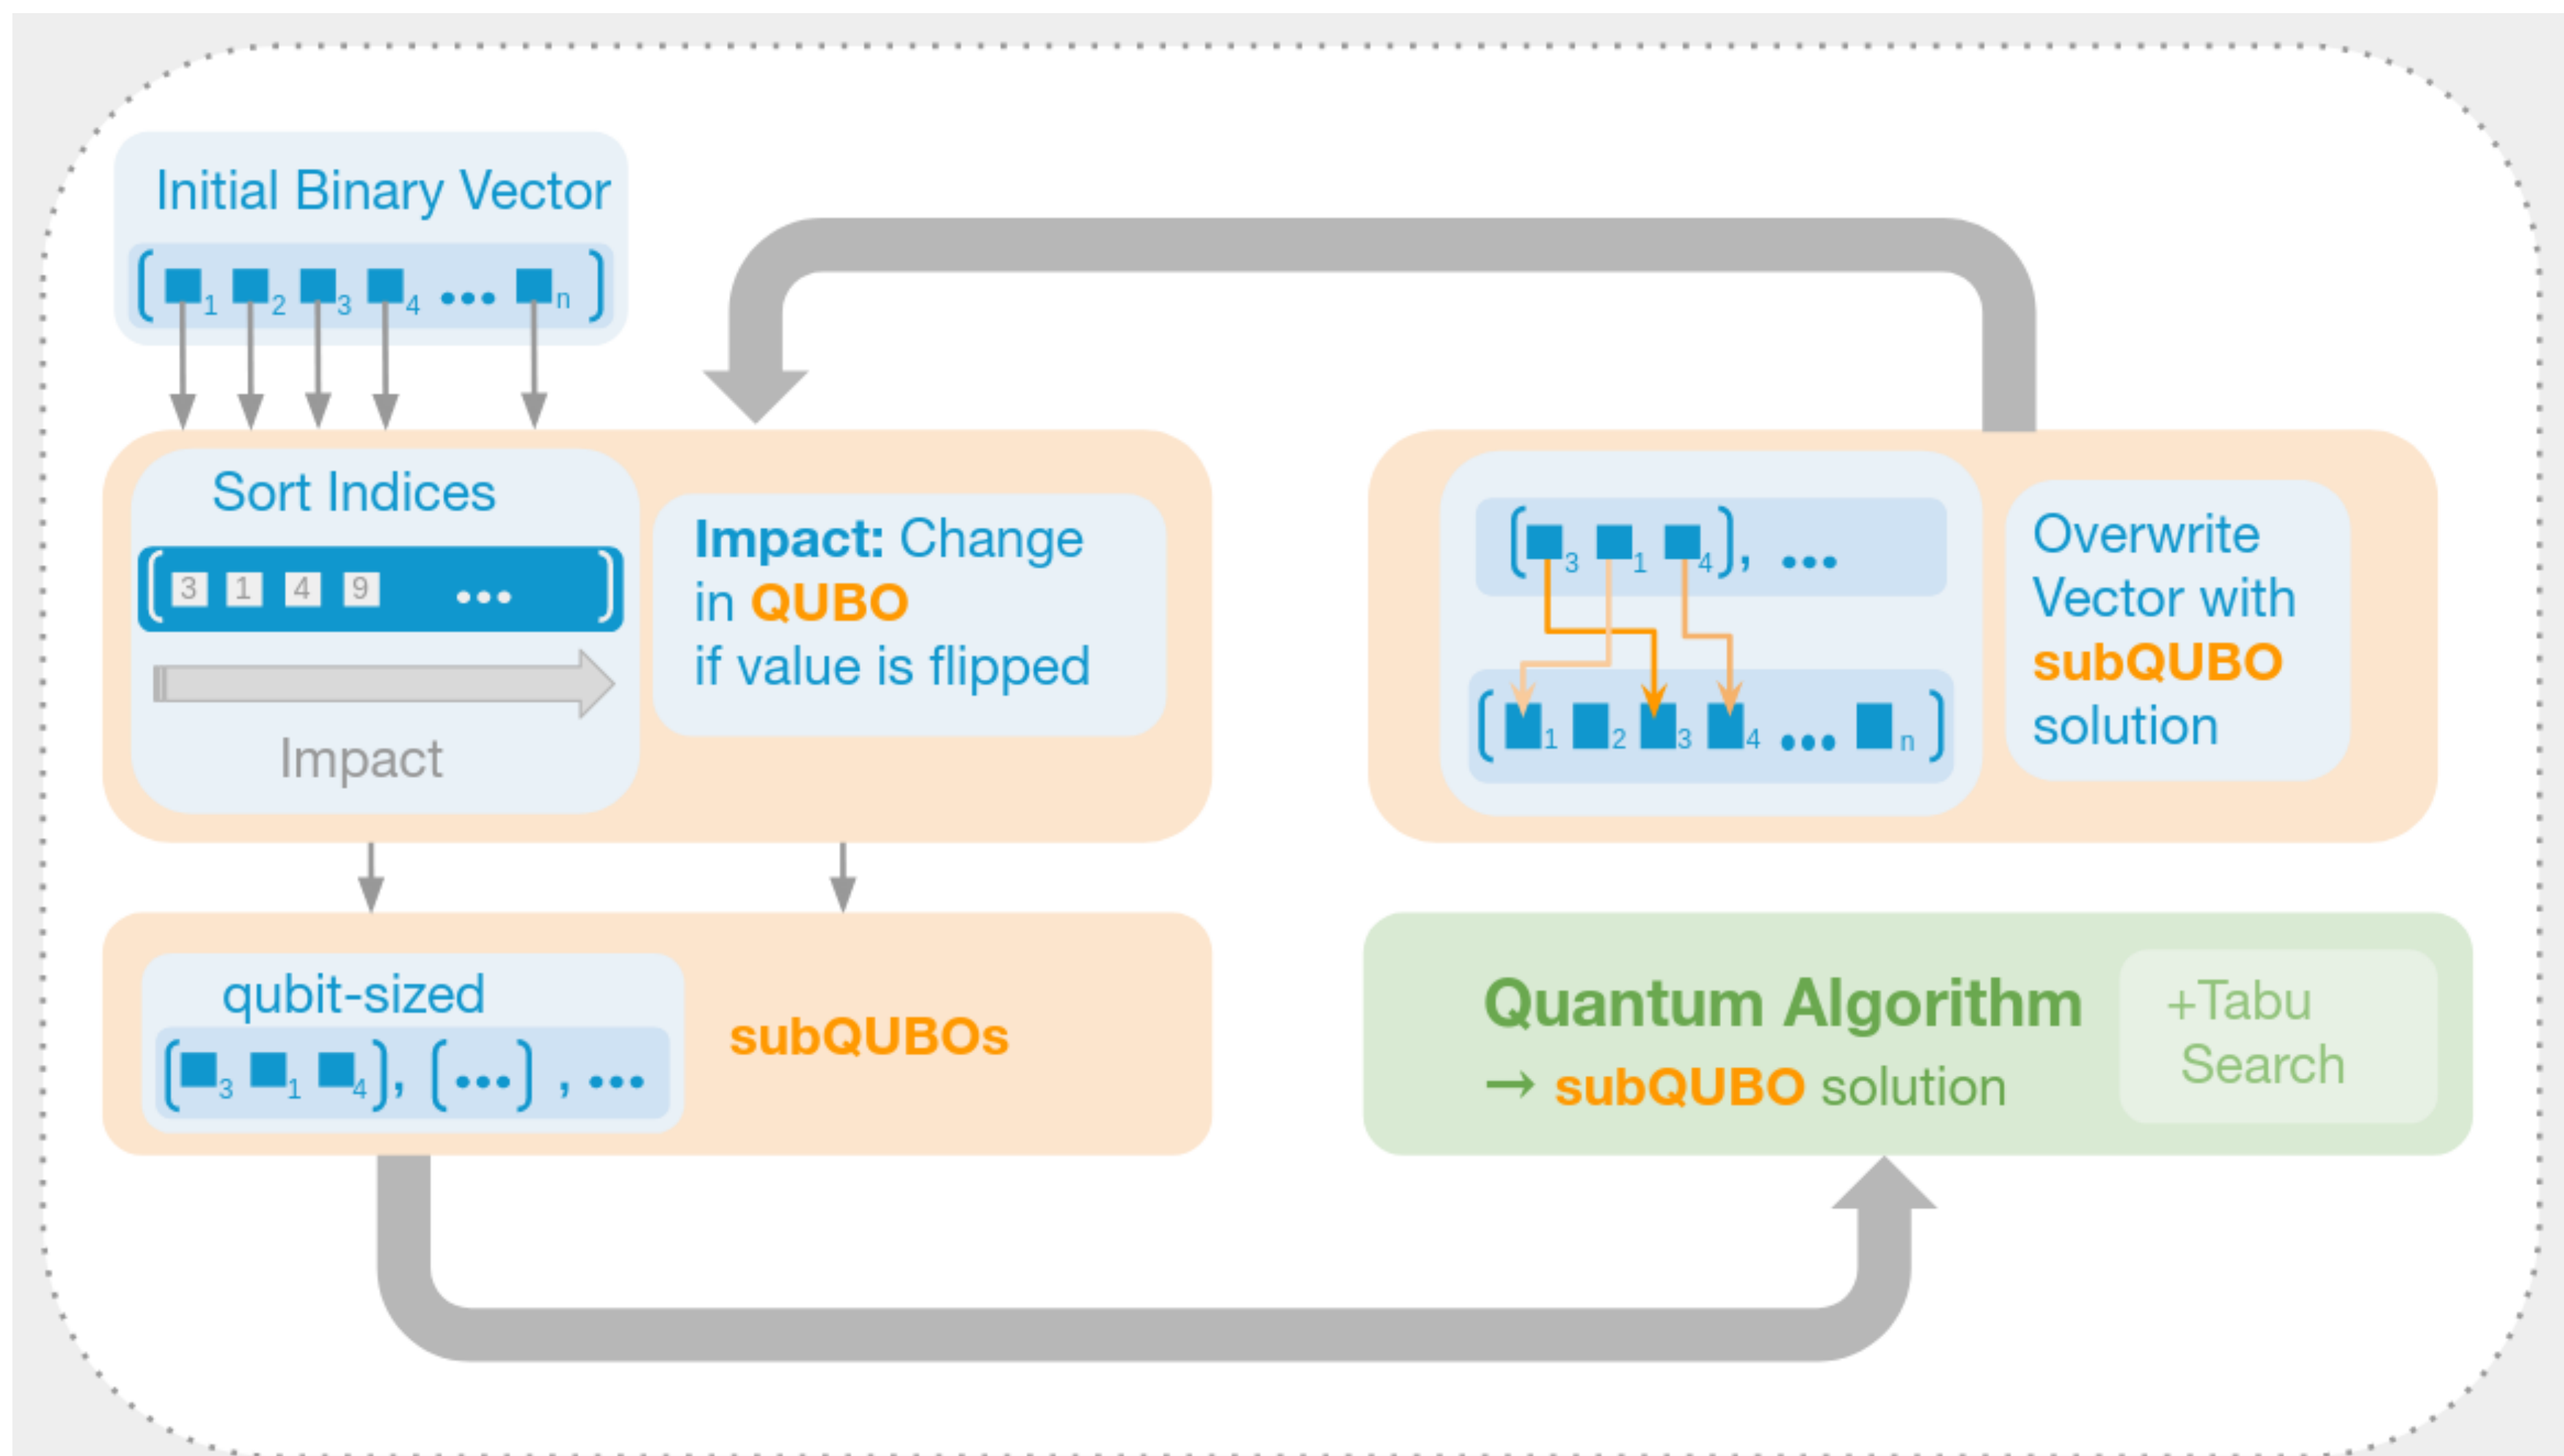 Initial Binary Vector
( 1 2 3 4 ... n )
Sort Indices
( 3 1 4 9 ... )
Impact
Impact: Change
in QUBO
if value is flipped
qubit-sized
( 3 1 4 ), (...) , ...
subQUBOs
( 3 1 4 ), ...
( 1 2 3 4 ... n )
Overwrite
Vector with
subQUBO
solution
Quantum Algorithm
→ subQUBO solution
+Tabu
Search